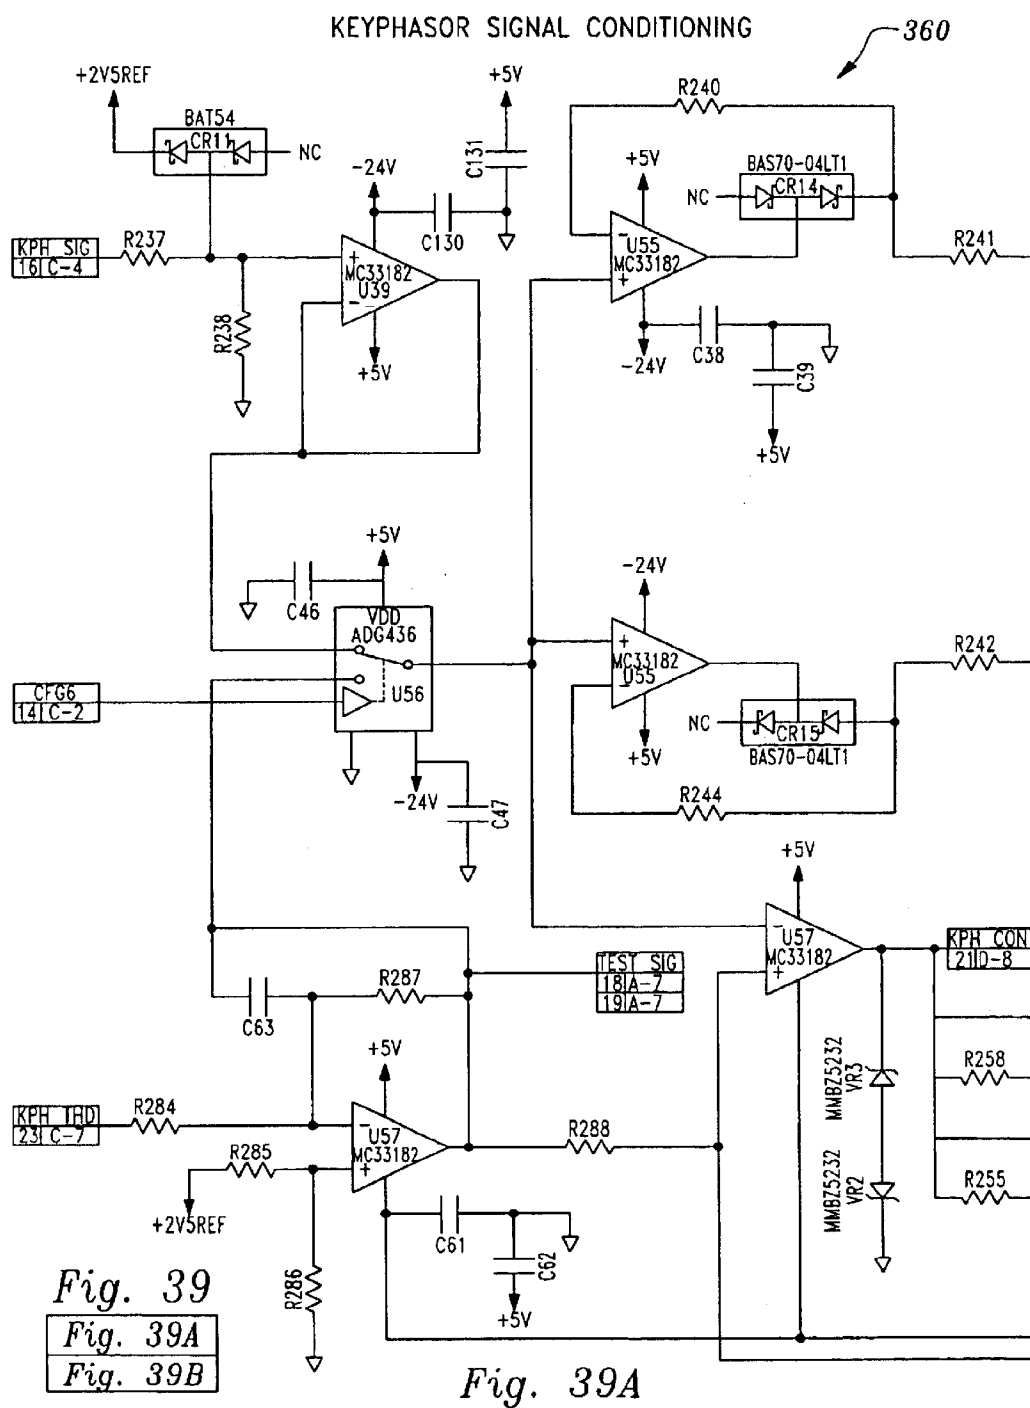 KEYPHASOR SIGNAL CONDITIONING
360
+2V5REF
BAT54
CR11
NC
-24V
+5V
C131
C130
R240
+5V
BAS70-04LT1
NC
CR14
KPH SIG
16 C-4
R237
R238
+
MC33182
U39
-
+5V
-
U55
MC33182
+
-24V
C38
C39
+5V
R241
+5V
C46
VDD
ADG436
U56
-24V
C47
CFG6
14 C-2
-24V
+
MC33182
U55
-
+5V
NC
CR15
BAS70-04LT1
R242
R244
+5V
-
U57
MC33182
+
KPH CON
21 D-8
TEST SIG
18 A-7
19 A-7
R287
C63
+5V
KPH THD
23 C-7
R284
-
U57
MC33182
+
R285
+2V5REF
R286
R288
C61
C62
+5V
MMBZ5232
VR3
MMBZ5232
VR2
R258
R255
Fig. 39
Fig. 39A
Fig. 39B
Fig. 39A